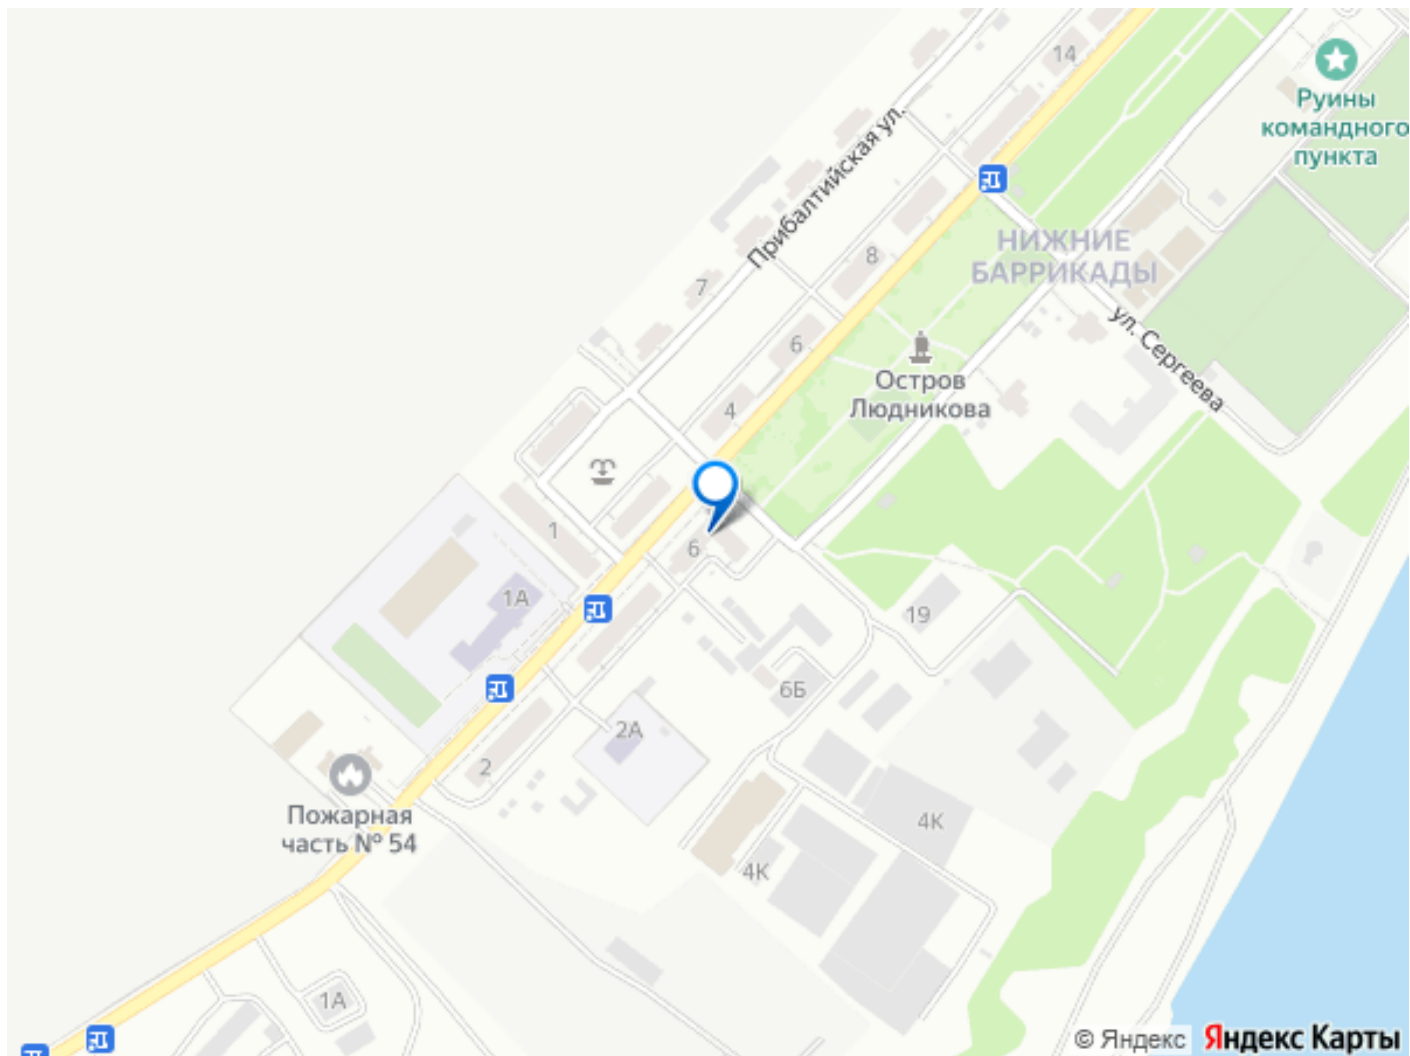 14
Руины
командного
пункта
Прибалтийская ул.
НИЖНИЕ
БАРРИКАДЫ
8
7
ул. Сергеева
6
Остров
Людникова
4
1
6
1А
19
6Б
2А
2
Пожарная
часть № 54
4К
4К
1А
© Яндекс Яндекс Карты